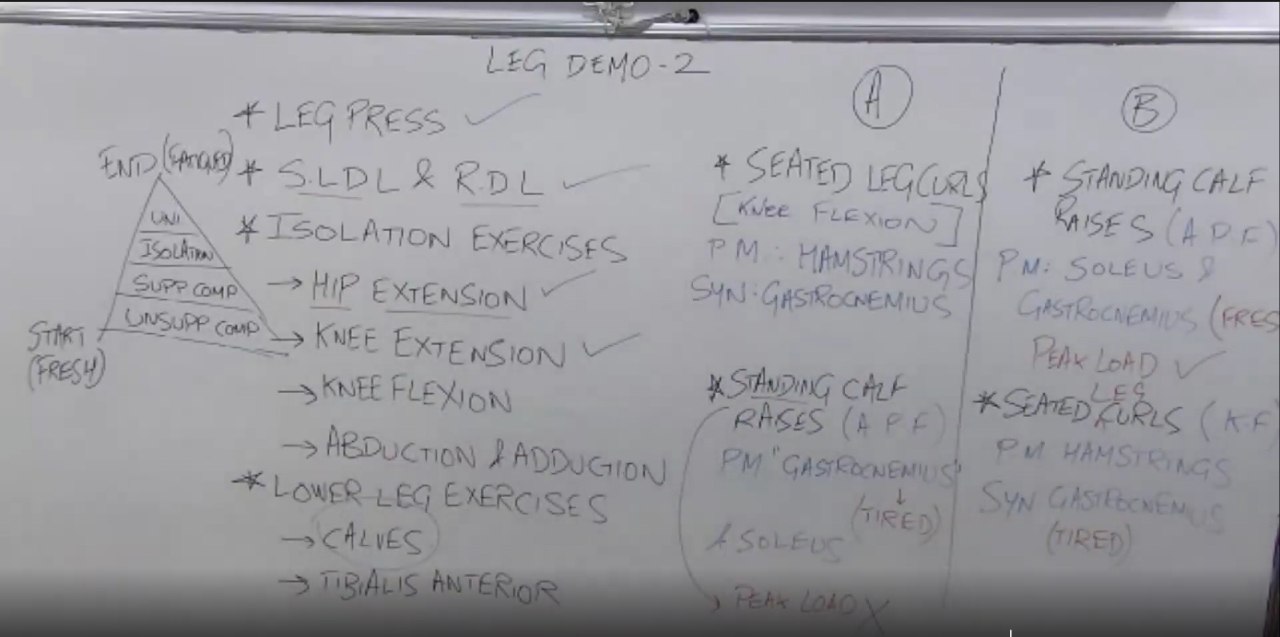 LEG DEMO-2
* LEG PRESS ✓
* S.LDL & R.D.L ✓
* ISOLATION EXERCISES
→ HIP EXTENSION ✓
→ KNEE EXTENSION ✓
→ KNEE FLEXION
→ ABDUCTION & ADDUCTION
* LOWER LEG EXERCISES
→ CALVES
→ TIBIALIS ANTERIOR
END (FATIGUED)
UNI
ISOLATION
SUPP COMP
UNSUPP COMP
START
(FRESH)
A
* SEATED LEG CURLS
[KNEE FLEXION]
PM: HAMSTRINGS
SYN: GASTROCNEMIUS
* STANDING CALF
RAISES (A P F)
PM "GASTROCNEMIUS"
↓
(TIRED)
& SOLEUS
→ PEAK LOAD X
B
* STANDING CALF
RAISES (A P F)
PM: SOLEUS &
GASTROCNEMIUS (FRES
PEAK LOAD ✓
LEG
* SEATED CURLS (K.F
PM HAMSTRINGS
SYN GASTROCNEMIUS
(TIRED)